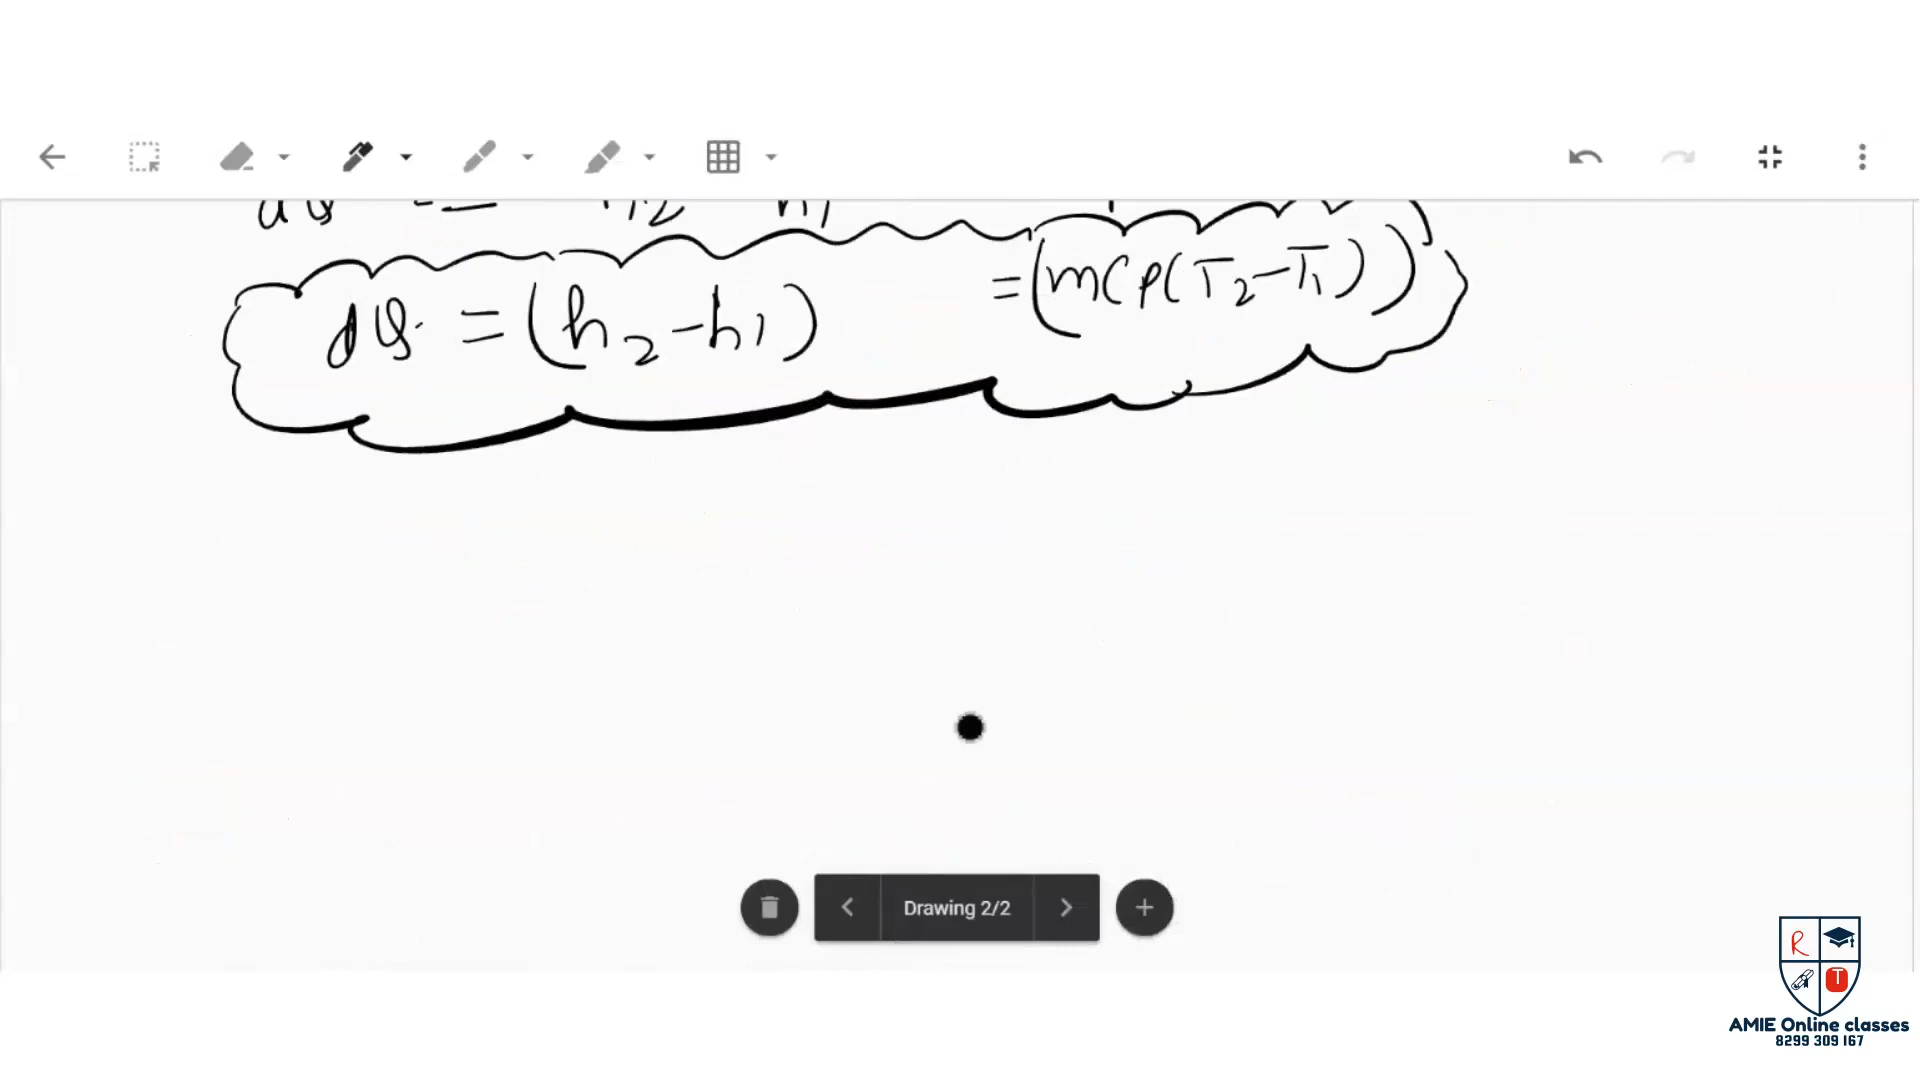 dQ = (h2-h1) = (mCp(T2-T1))
Drawing 2/2
R
T
AMIE Online classes
8299 309 167